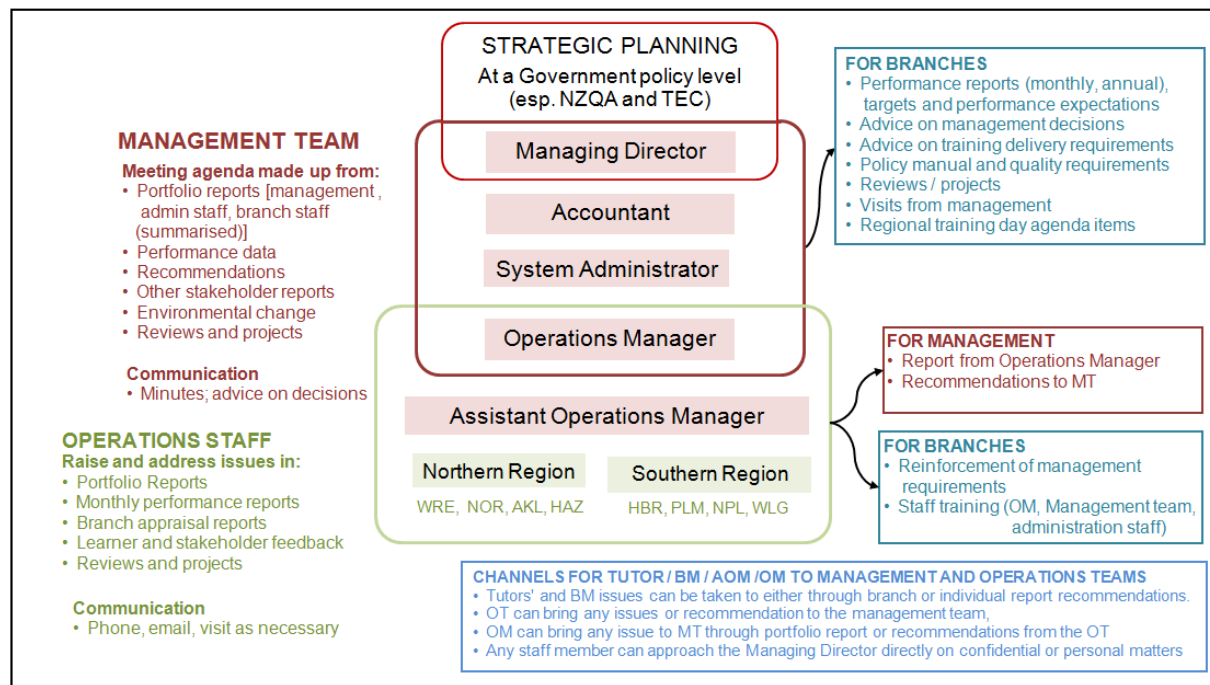 STRATEGIC PLANNING
At a Government policy level
(esp. NZQA and TEC)
Managing Director
Accountant
System Administrator
Operations Manager
Assistant Operations Manager
Northern Region
WRE, NOR, AKL, HAZ
Southern Region
HBR, PLM, NPL, WLG
MANAGEMENT TEAM
Meeting agenda made up from:
• Portfolio reports [management ,
admin staff, branch staff
(summarised)]
• Performance data
• Recommendations
• Other stakeholder reports
• Environmental change
• Reviews and projects
Communication
• Minutes; advice on decisions
OPERATIONS STAFF
Raise and address issues in:
• Portfolio Reports
• Monthly performance reports
• Branch appraisal reports
• Learner and stakeholder feedback
• Reviews and projects
Communication
• Phone, email, visit as necessary
FOR BRANCHES
• Performance reports (monthly, annual),
targets and performance expectations
• Advice on management decisions
• Advice on training delivery requirements
• Policy manual and quality requirements
• Reviews / projects
• Visits from management
• Regional training day agenda items
FOR MANAGEMENT
• Report from Operations Manager
• Recommendations to MT
FOR BRANCHES
• Reinforcement of management
requirements
• Staff training (OM, Management team,
administration staff)
CHANNELS FOR TUTOR / BM / AOM /OM TO MANAGEMENT AND OPERATIONS TEAMS
• Tutors' and BM issues can be taken to either through branch or individual report recommendations.
• OT can bring any issues or recommendation to the management team,
• OM can bring any issue to MT through portfolio report or recommendations from the OT
• Any staff member can approach the Managing Director directly on confidential or personal matters